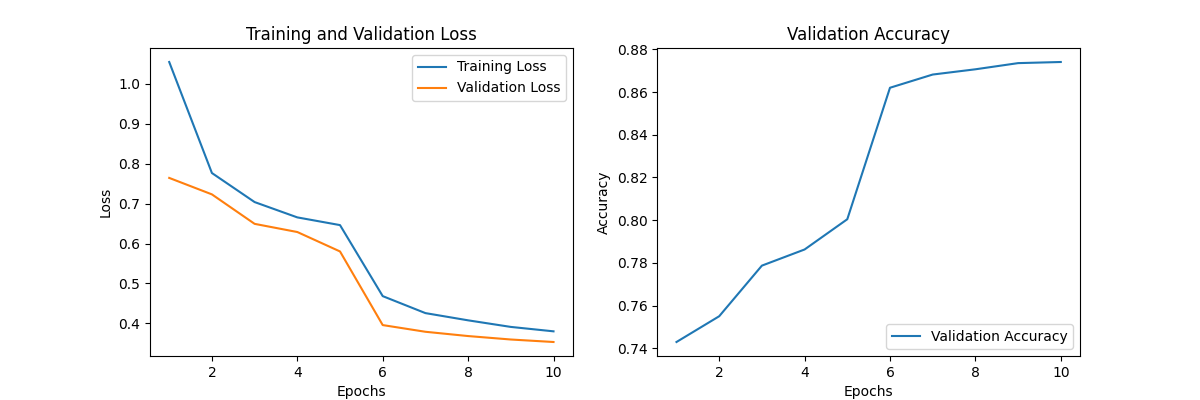 Training and Validation Loss
Training Loss
Validation Loss
1.0
0.9
0.8
0.7
0.6
0.5
0.4
Loss
2 4 6 8 10
Epochs
Validation Accuracy
0.88
0.86
0.84
0.82
0.80
0.78
0.76
0.74
Accuracy
Validation Accuracy
2 4 6 8 10
Epochs